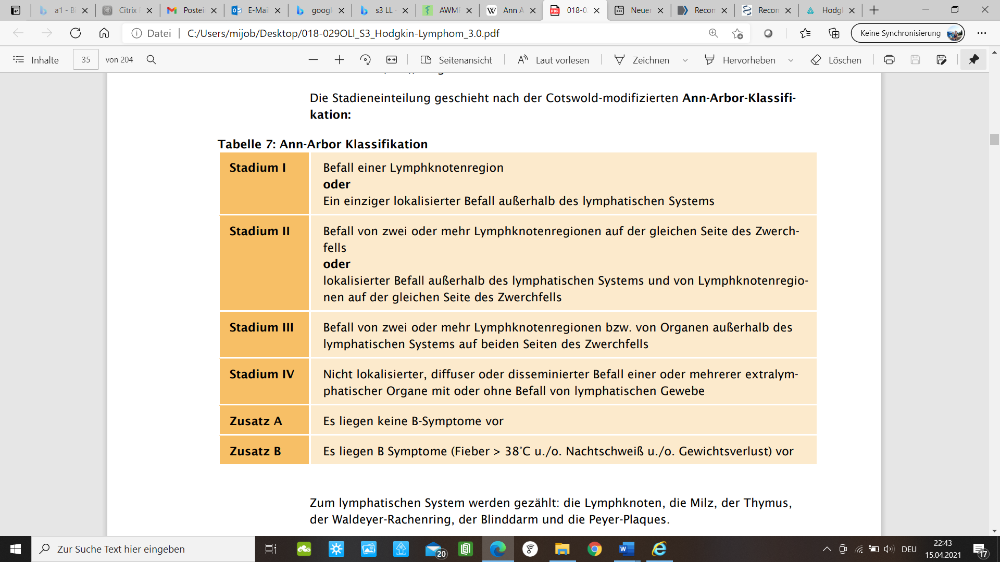 a1 - B
Citrix
Postei
E-Mai
googl
s3 LL -
AWMF
Ann A
018-0
Neuer
Recon
Recon
Hodgl
Datei
C:/Users/mijob/Desktop/018-029OLl_S3_Hodgkin-Lymphom_3.0.pdf
Keine Synchronisierung
Inhalte
35
von 204
Seitenansicht
Laut vorlesen
Zeichnen
Hervorheben
Löschen
Die Stadieneinteilung geschieht nach der Cotswold-modifizierten Ann-Arbor-Klassifi-
kation:
Tabelle 7: Ann-Arbor Klassifikation
Stadium I
Befall einer Lymphknotenregion
oder
Ein einziger lokalisierter Befall außerhalb des lymphatischen Systems
Stadium II
Befall von zwei oder mehr Lymphknotenregionen auf der gleichen Seite des Zwerch-
fells
oder
lokalisierter Befall außerhalb des lymphatischen Systems und von Lymphknotenregio-
nen auf der gleichen Seite des Zwerchfells
Stadium III
Befall von zwei oder mehr Lymphknotenregionen bzw. von Organen außerhalb des
lymphatischen Systems auf beiden Seiten des Zwerchfells
Stadium IV
Nicht lokalisierter, diffuser oder disseminierter Befall einer oder mehrerer extralym-
phatischer Organe mit oder ohne Befall von lymphatischen Gewebe
Zusatz A
Es liegen keine B-Symptome vor
Zusatz B
Es liegen B Symptome (Fieber > 38°C u./o. Nachtschweiß u./o. Gewichtsverlust) vor
Zum lymphatischen System werden gezählt: die Lymphknoten, die Milz, der Thymus,
der Waldeyer-Rachenring, der Blinddarm und die Peyer-Plaques.
Zur Suche Text hier eingeben
20
DEU
22:43
15.04.2021
17